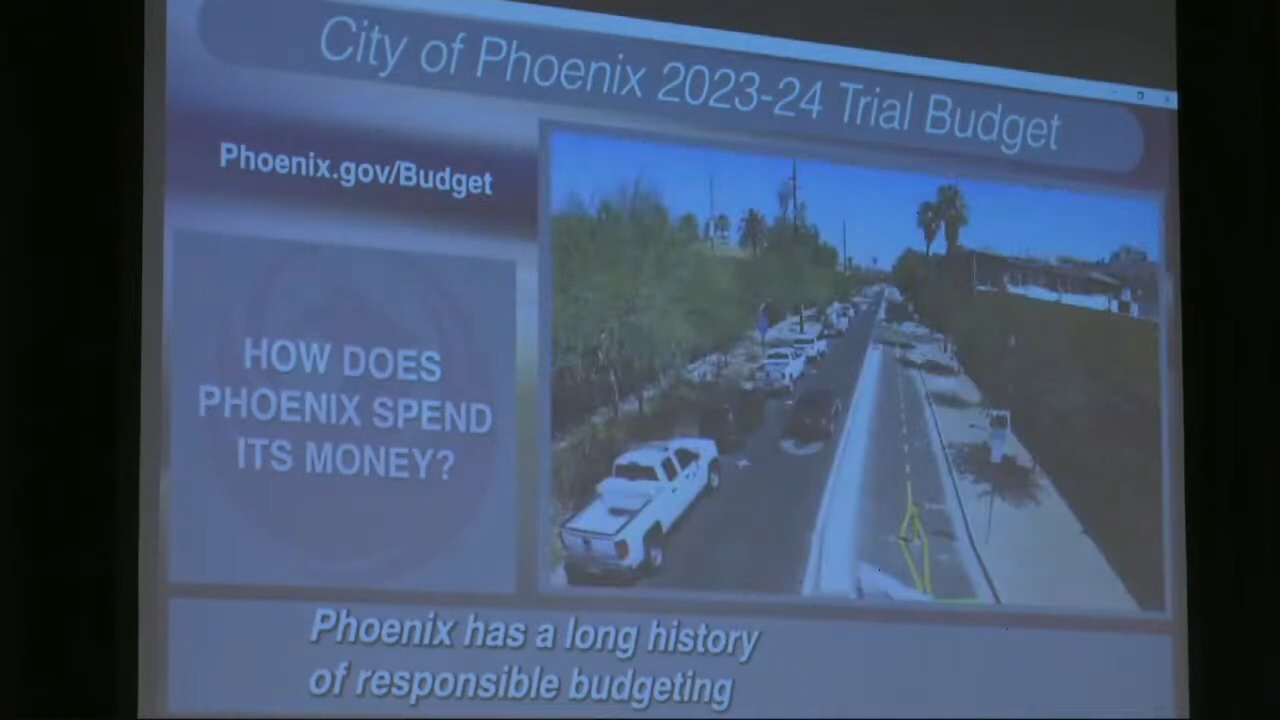 City of Phoenix 2023-24 Trial Budget
Phoenix.gov/Budget
HOW DOES
PHOENIX SPEND
ITS MONEY?
Phoenix has a long history
of responsible budgeting